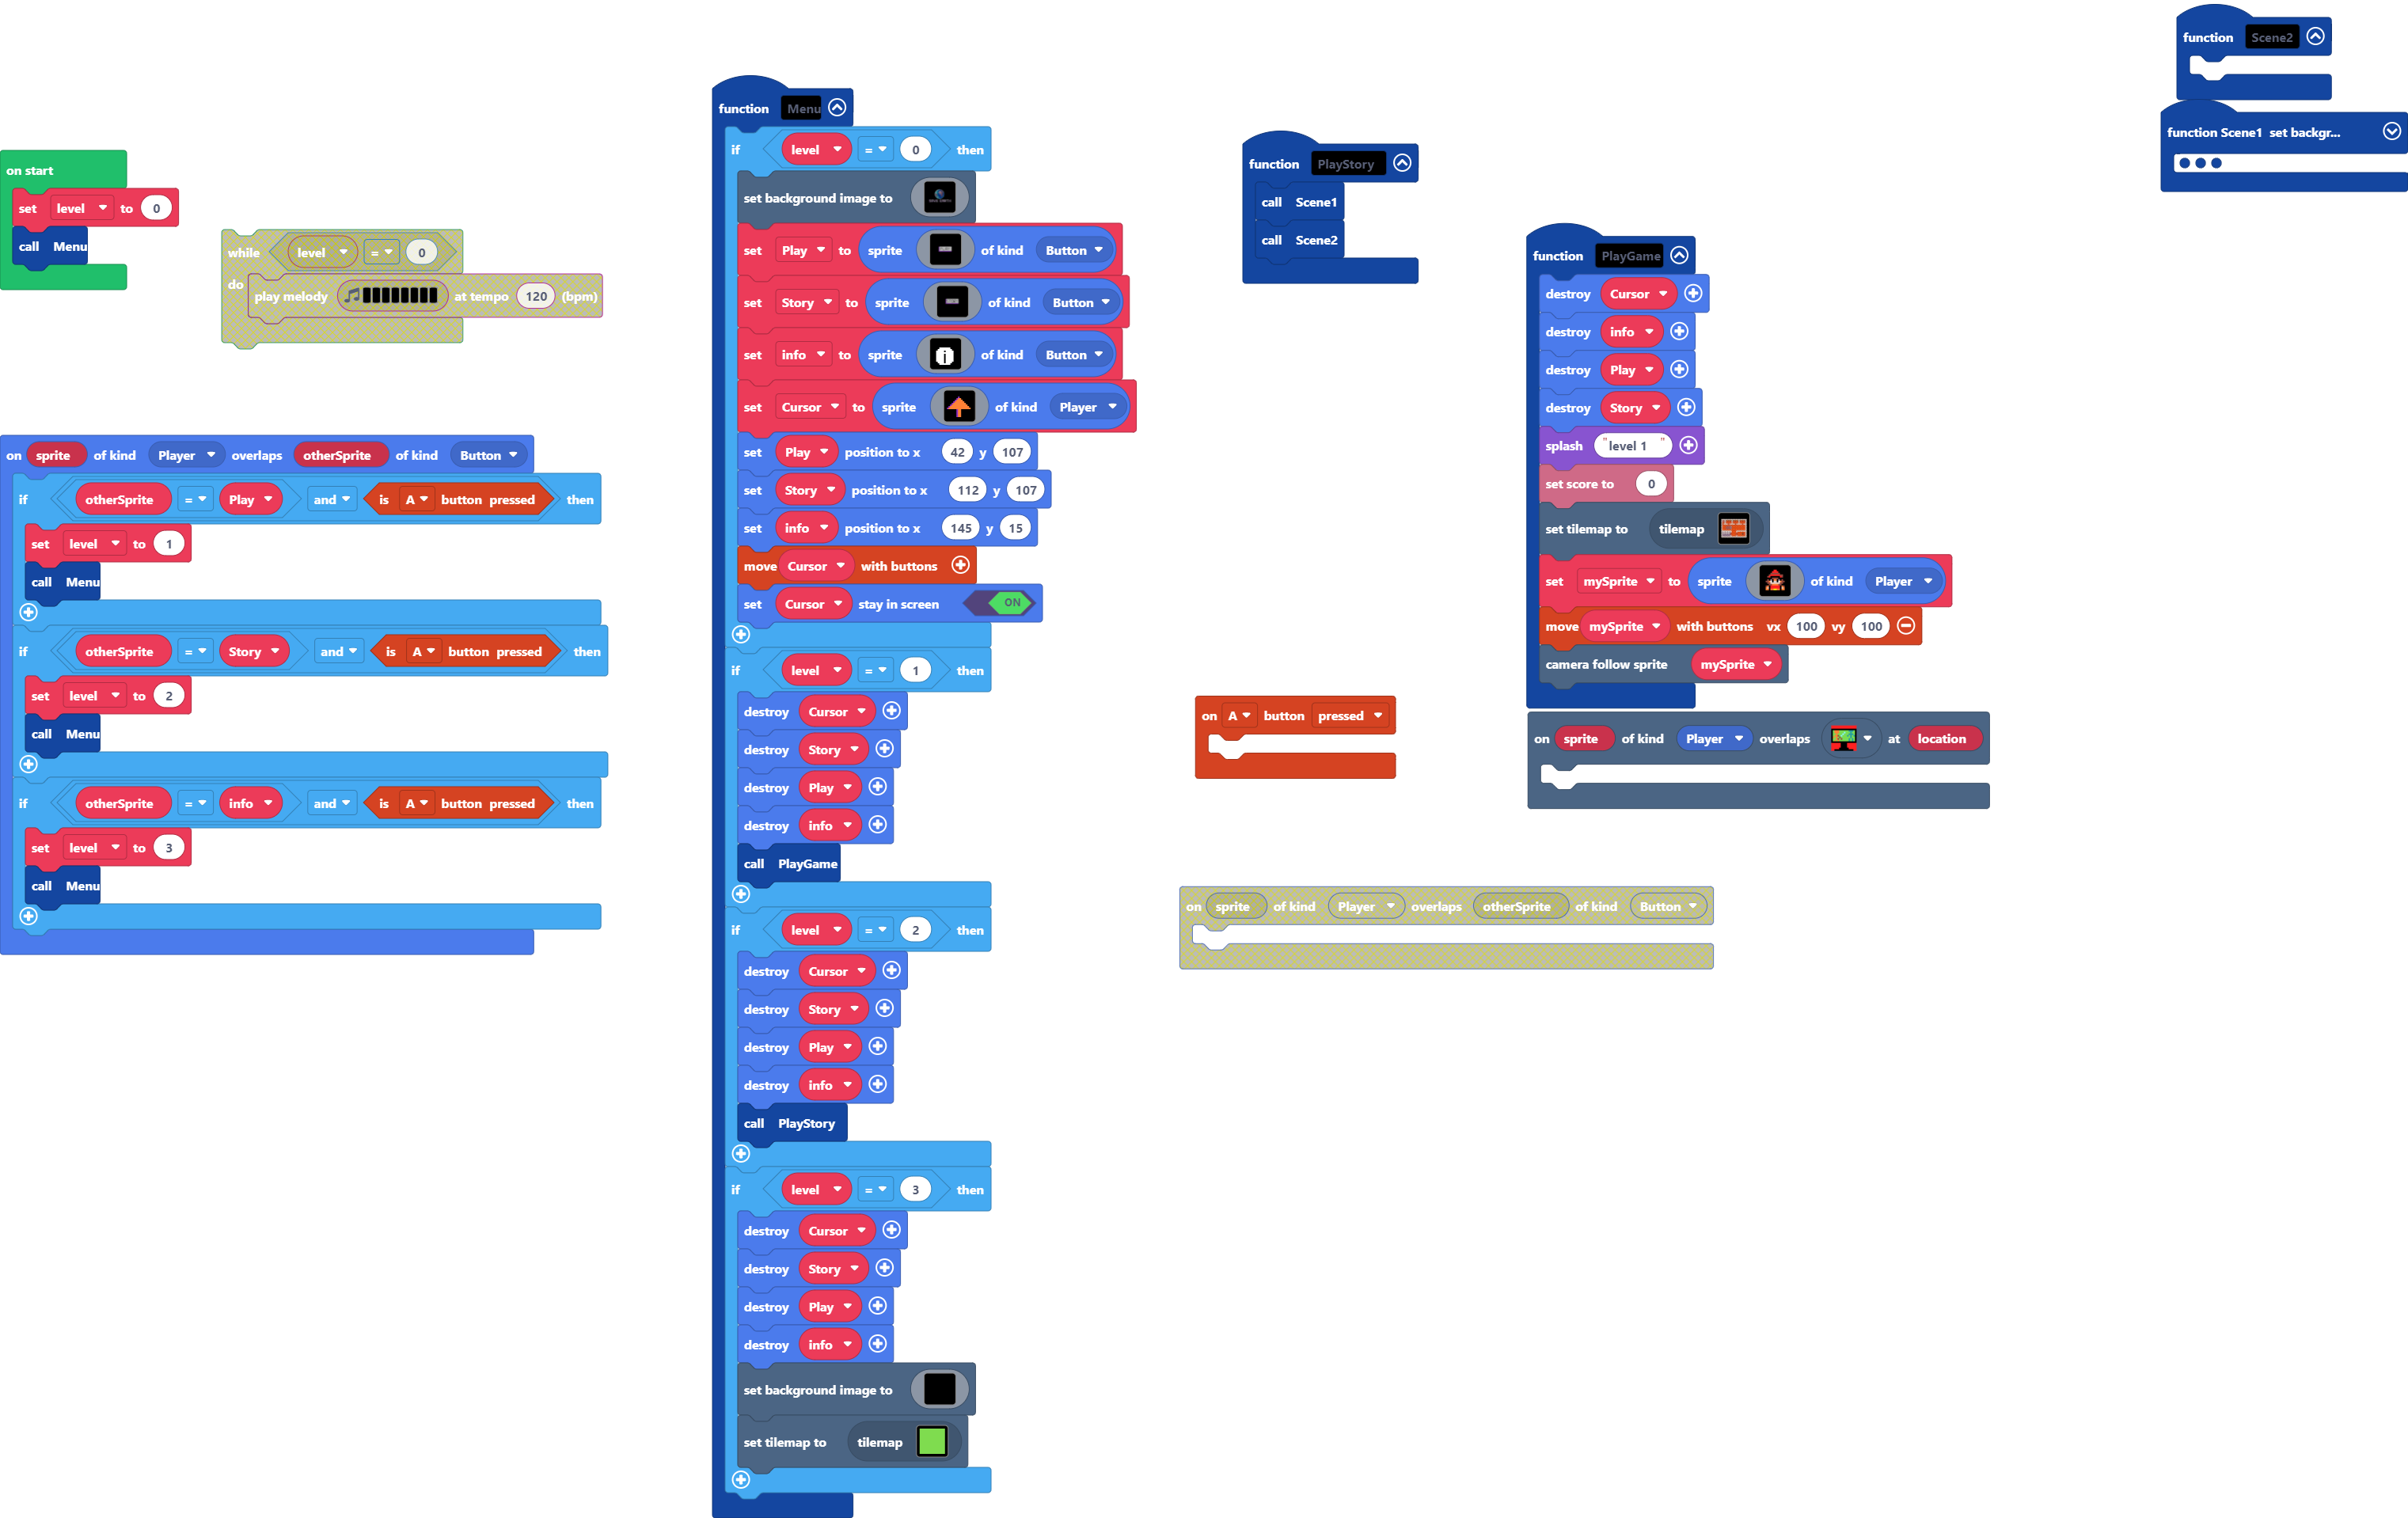 on start
set level to 0
call Menu
while level = 0
do play melody at tempo 120 (bpm)
on sprite of kind Player overlaps otherSprite of kind Button
if otherSprite = Play and is A button pressed then
set level to 1
call Menu
if otherSprite = Story and is A button pressed then
set level to 2
call Menu
if otherSprite = info and is A button pressed then
set level to 3
call Menu
function Menu
if level = 0 then
set background image to
set Play to sprite of kind Button
set Story to sprite of kind Button
set info to sprite of kind Button
set Cursor to sprite of kind Player
set Play position to x 42 y 107
set Story position to x 112 y 107
set info position to x 145 y 15
move Cursor with buttons
set Cursor stay in screen ON
if level = 1 then
destroy Cursor
destroy Story
destroy Play
destroy info
call PlayGame
if level = 2 then
destroy Cursor
destroy Story
destroy Play
destroy info
call PlayStory
if level = 3 then
destroy Cursor
destroy Story
destroy Play
destroy info
set background image to
set tilemap to tilemap
function PlayStory
call Scene1
call Scene2
on A button pressed
on sprite of kind Player overlaps otherSprite of kind Button
function PlayGame
destroy Cursor
destroy info
destroy Play
destroy Story
splash "level 1"
set score to 0
set tilemap to tilemap
set mySprite to sprite of kind Player
move mySprite with buttons vx 100 vy 100
camera follow sprite mySprite
on sprite of kind Player overlaps at location
function Scene2
function Scene1 set backgr...